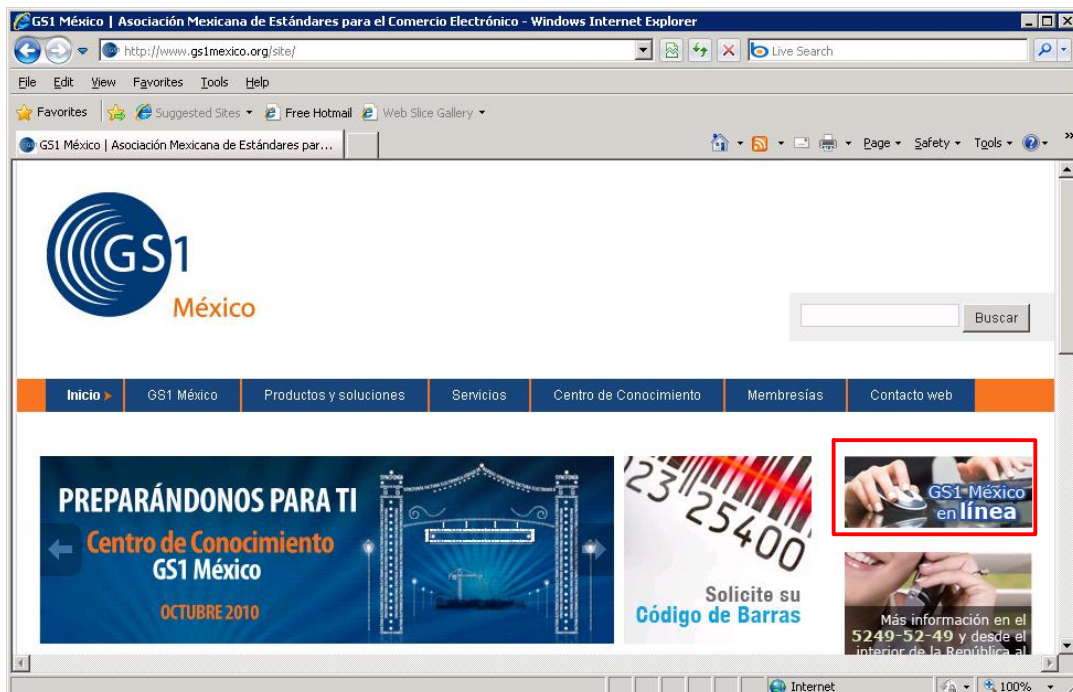 GS1 México | Asociación Mexicana de Estándares para el Comercio Electrónico - Windows Internet Explorer
http://www.gs1mexico.org/site/
Live Search
File Edit View Favorites Tools Help
Favorites Suggested Sites Free Hotmail Web Slice Gallery
GS1 México | Asociación Mexicana de Estándares par...
Page Safety Tools »
GS1
México
Buscar
Inicio GS1 México Productos y soluciones Servicios Centro de Conocimiento Membresías Contacto web
PREPARÁNDONOS PARA TI
Centro de Conocimiento
GS1 México
OCTUBRE 2010
23 25400
Solicite su
Código de Barras
GS1 México
en línea
Más información en el
5249-52-49 y desde el
interior de la República al
Internet
100%